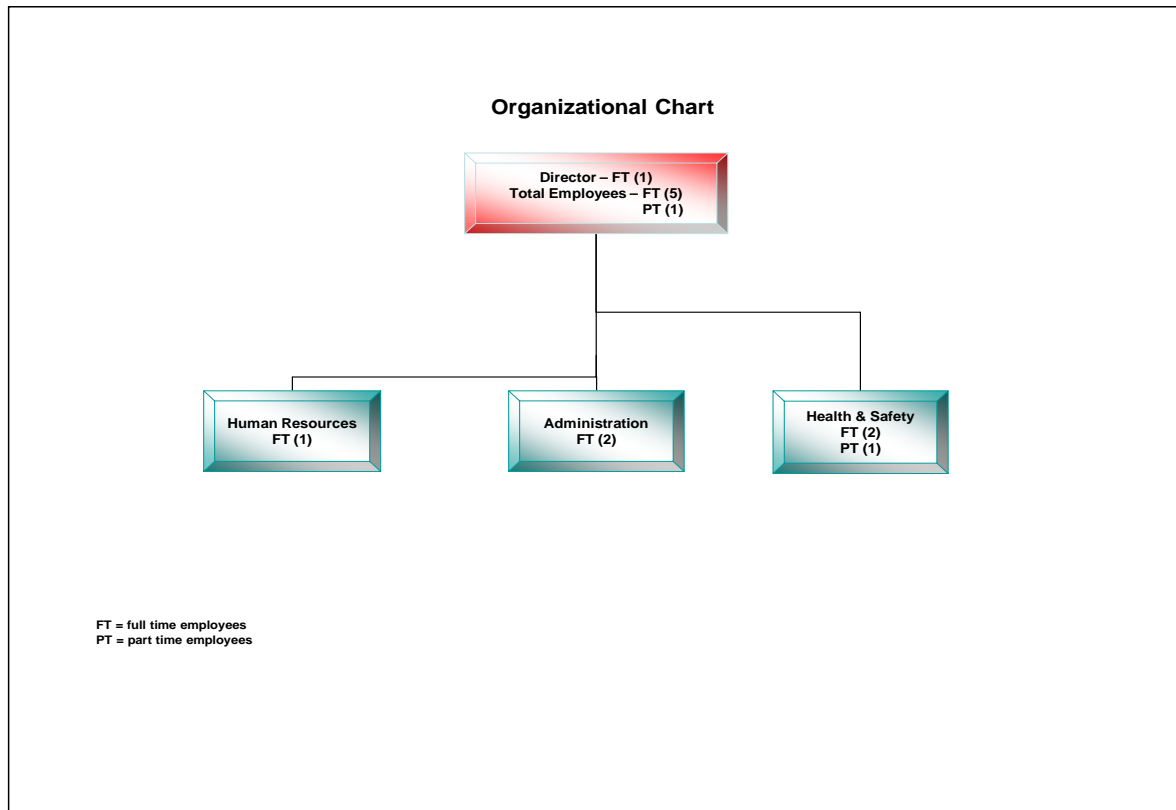 Organizational Chart
Director – FT (1)
Total Employees – FT (5)
PT (1)
Human Resources
FT (1)
Administration
FT (2)
Health & Safety
FT (2)
PT (1)
FT = full time employees
PT = part time employees